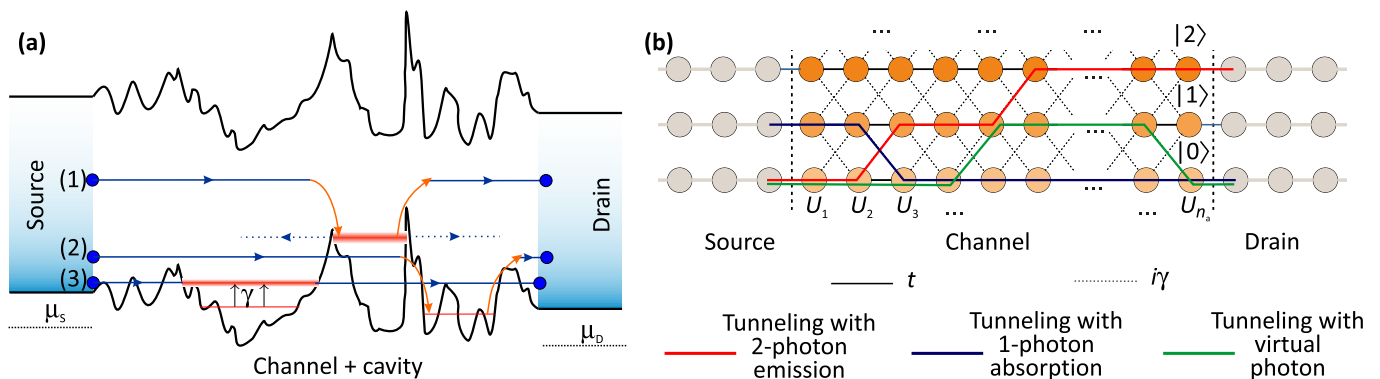 (a)
Source
(1)
(2)
(3)
γ
μS
Drain
μD
Channel + cavity
(b)
... ... ...
|2⟩
...
|1⟩
...
|0⟩
...
U1 U2 U3 ... ... Una
Source Channel Drain
t iγ
Tunneling with
2-photon
emission
Tunneling with
1-photon
absorption
Tunneling with
virtual
photon